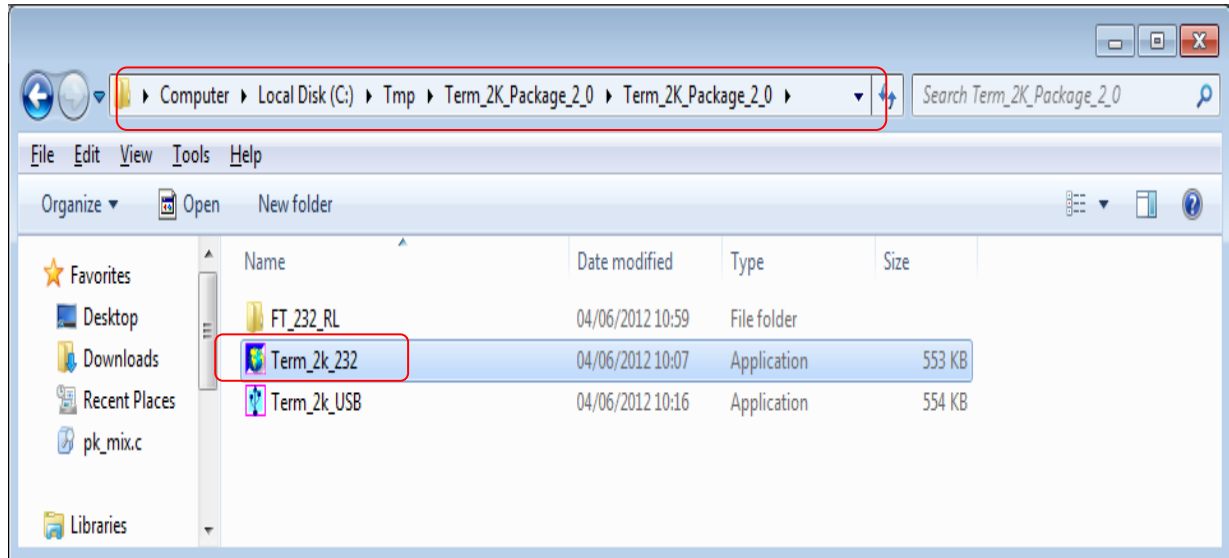 Computer ▸ Local Disk (C:) ▸ Tmp ▸ Term_2K_Package_2_0 ▸ Term_2K_Package_2_0 ▸ Search Term_2K_Package_2_0
File Edit View Tools Help
Organize Open New folder
Name Date modified Type Size
Favorites
Desktop FT_232_RL 04/06/2012 10:59 File folder
Downloads Term_2k_232 04/06/2012 10:07 Application 553 KB
Recent Places Term_2k_USB 04/06/2012 10:16 Application 554 KB
pk_mix.c
Libraries